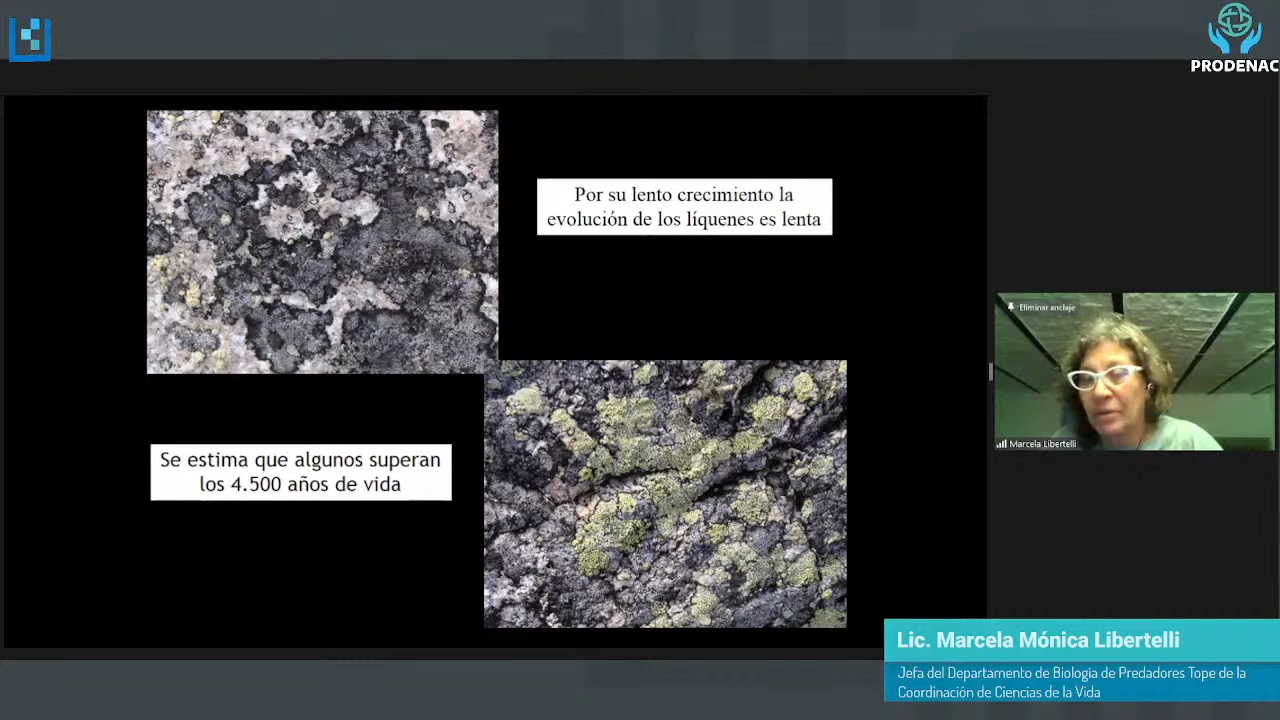 PRODENAC
Por su lento crecimiento la
evolución de los líquenes es lenta
Eliminar anclaje
Marcela Libertelli
Se estima que algunos superan
los 4.500 años de vida
Lic. Marcela Mónica Libertelli
Jefa del Departamento de Biología de Predadores Tope de la
Coordinación de Ciencias de la Vida